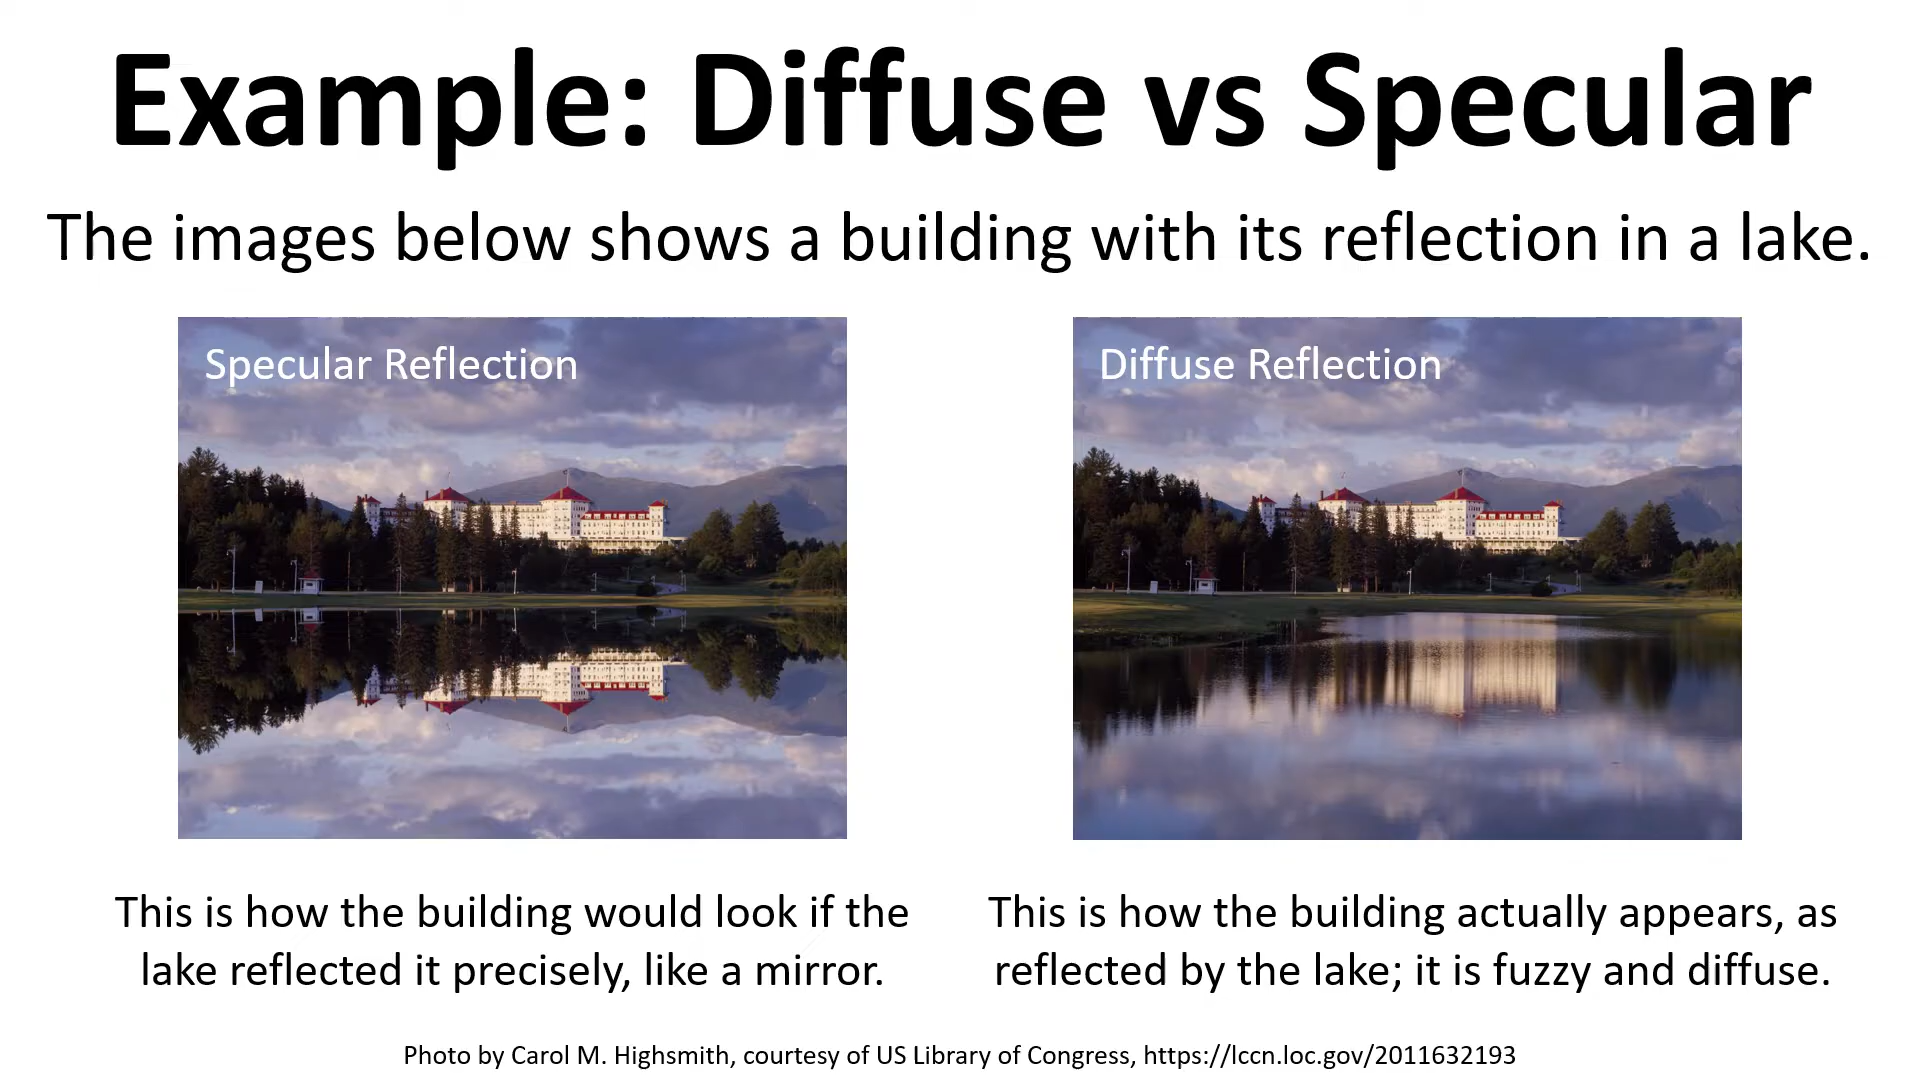 Example: Diffuse vs Specular
The images below shows a building with its reflection in a lake.
Specular Reflection
Diffuse Reflection
This is how the building would look if the
lake reflected it precisely, like a mirror.
This is how the building actually appears, as
reflected by the lake; it is fuzzy and diffuse.
Photo by Carol M. Highsmith, courtesy of US Library of Congress, https://lccn.loc.gov/2011632193